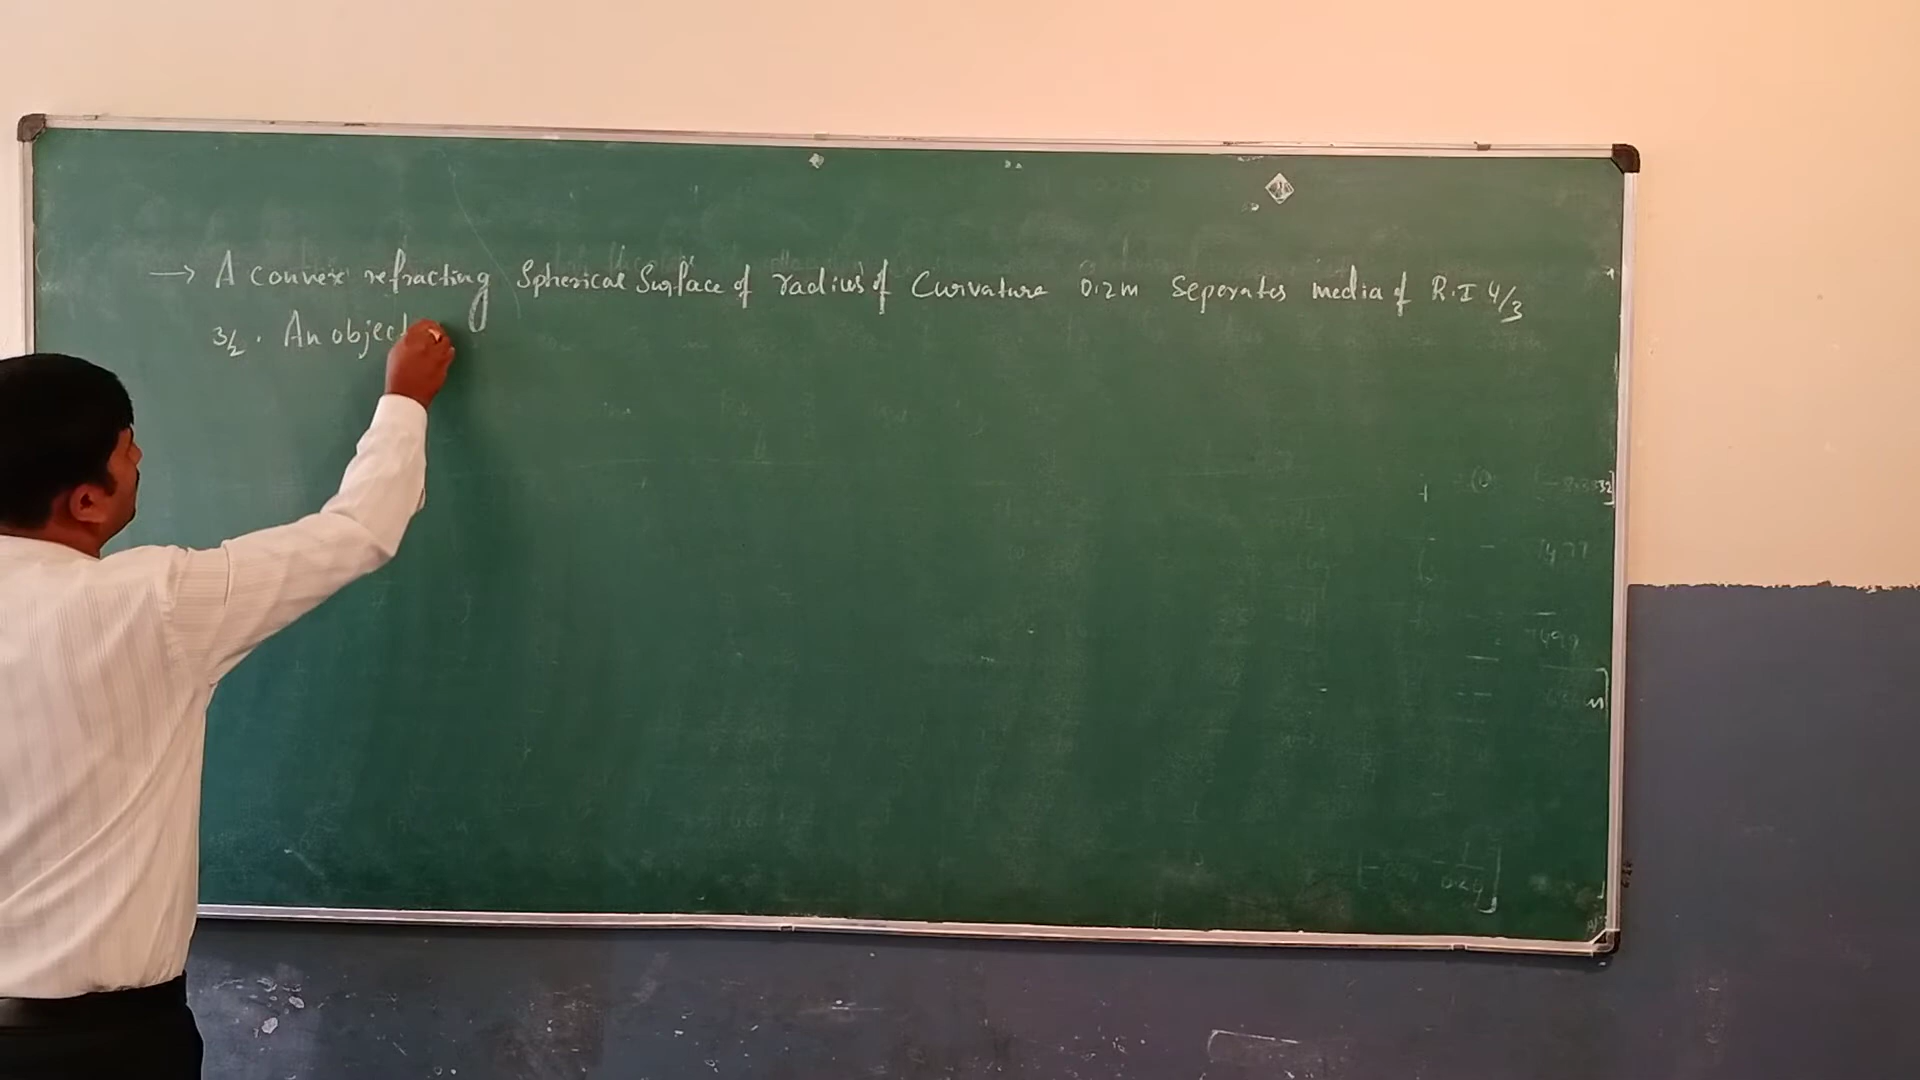 → A convex refracting Spherical Surface of radius of Curvature 0.2m Seperates media of R.I 4/3
3/2. An object